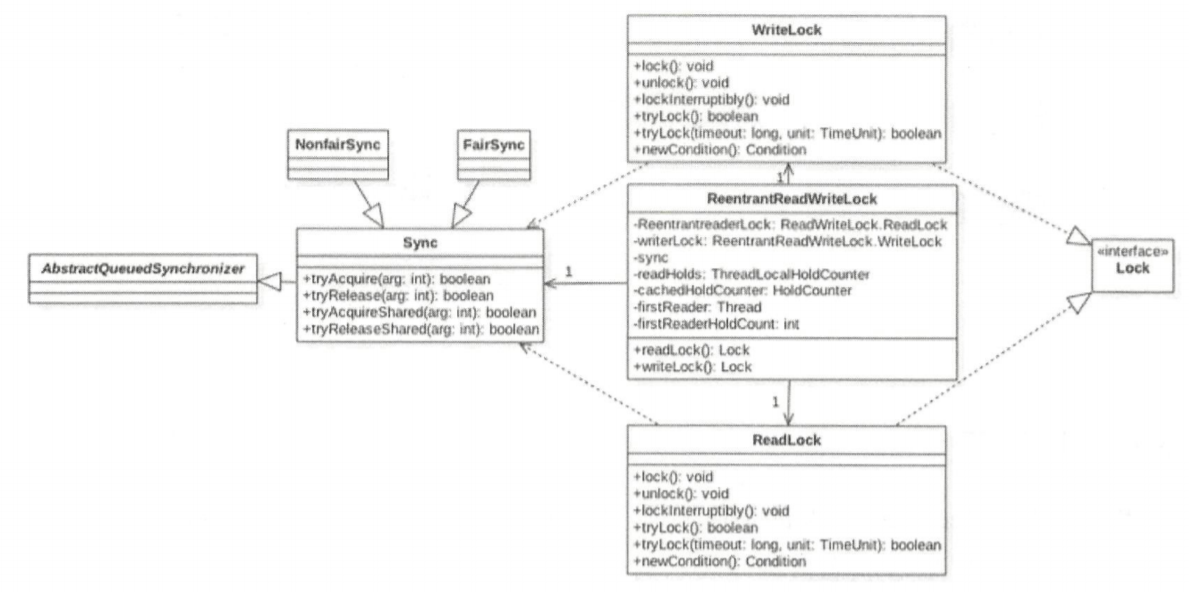 WriteLock
+lock(): void
+unlock(): void
+lockInterruptibly(): void
+tryLock(): boolean
+tryLock(timeout: long, unit: TimeUnit): boolean
+newCondition(): Condition
NonfairSync
FairSync
1
ReentrantReadWriteLock
-ReentrantreaderLock: ReadWriteLock.ReadLock
-writerLock: ReentrantReadWriteLock.WriteLock
-sync
-readHolds: ThreadLocalHoldCounter
-cachedHoldCounter: HoldCounter
-firstReader: Thread
-firstReaderHoldCount: int
+readLock(): Lock
+writeLock(): Lock
Sync
+tryAcquire(arg: int): boolean
+tryRelease(arg: int): boolean
+tryAcquireShared(arg: int): boolean
+tryReleaseShared(arg: int): boolean
1
AbstractQueuedSynchronizer
«interface»
Lock
1
ReadLock
+lock(): void
+unlock(): void
+lockInterruptibly(): void
+tryLock(): boolean
+tryLock(timeout: long, unit: TimeUnit): boolean
+newCondition(): Condition